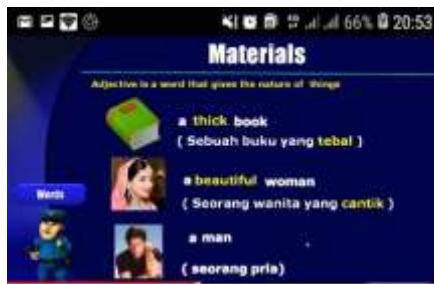 66% 20:53
Materials
Adjective is a word that gives the nature of things
a thick book
( Sebuah buku yang tebal )
Words
a beautiful woman
( Seorang wanita yang cantik )
a man
( seorang pria)